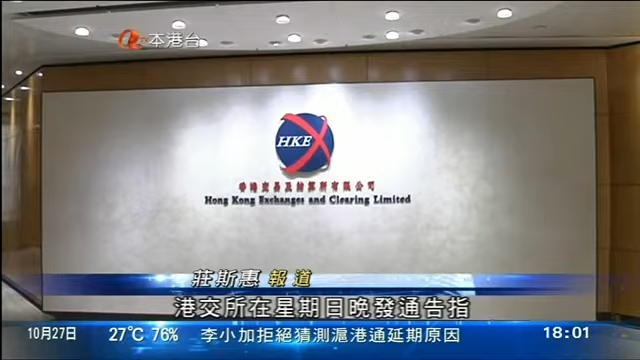 本港台
HKEX
香港交易及結算所有限公司
Hong Kong Exchanges and Clearing Limited
莊斯惠 報道
港交所在星期日晚發通告指
10月27日 27℃ 76% 李小加拒絕猜測滬港通延期原因 18:01